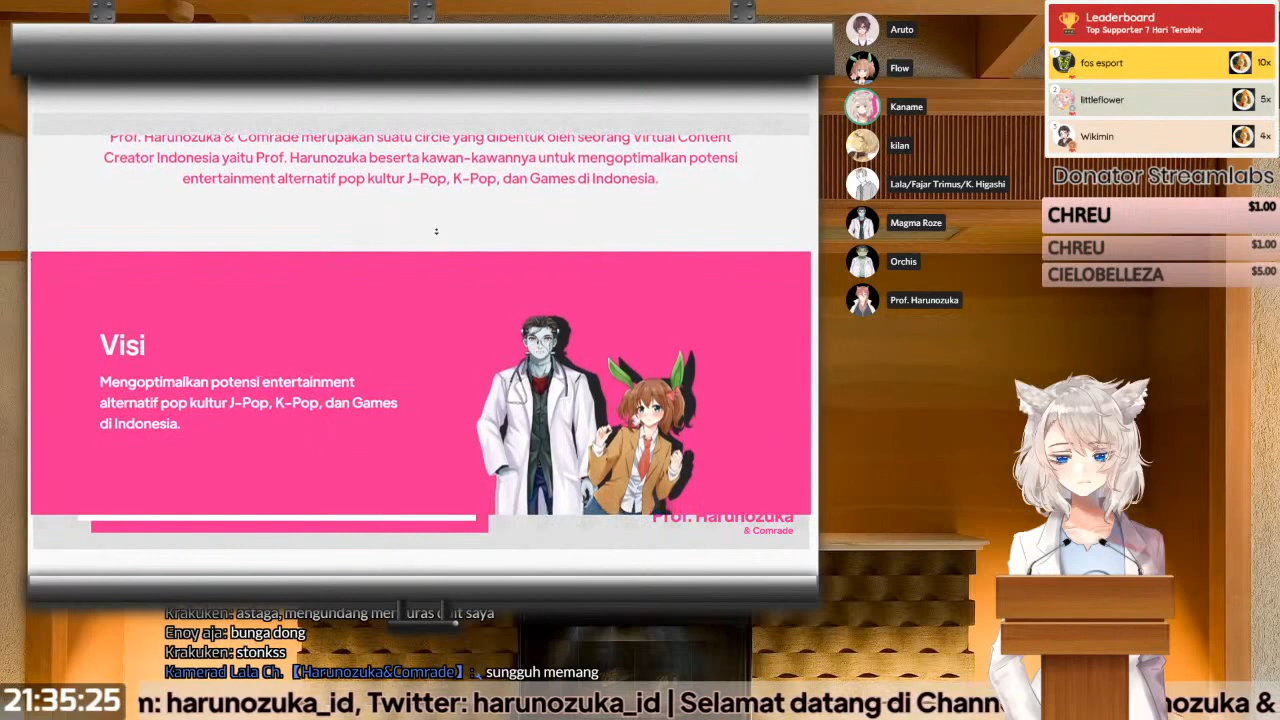 Prof. Harunozuka & Comrade merupakan suatu circle yang dibentuk oleh seorang Virtual Content
Creator Indonesia yaitu Prof. Harunozuka beserta kawan-kawannya untuk mengoptimalkan potensi
entertainment alternatif pop kultur J-Pop, K-Pop, dan Games di Indonesia.
Visi
Mengoptimalkan potensi entertainment
alternatif pop kultur J-Pop, K-Pop, dan Games
di Indonesia.
Prof. Harunozuka
& Comrade
Aruto
Flow
Kaname
kilan
Lala/Fajar Trimus/K. Higashi
Magma Roze
Orchis
Prof. Harunozuka
Leaderboard
Top Supporter 7 Hari Terakhir
1 fos esport 10x
2 littleflower 5x
Wikimin 4x
Donator Streamlabs
CHREU $1.00
CHREU $1.00
CIELOBELLEZA $5.00
Krakuken: astaga, mengundang saya
Enoy aja: bunga dong
Krakuken: stonkss
Kamerad Lala Ch.【Harunozuka&Comrade】: sungguh memang
21:35:25
n: harunozuka_id, Twitter: harunozuka_id | Selamat datang di Chann nozuka &